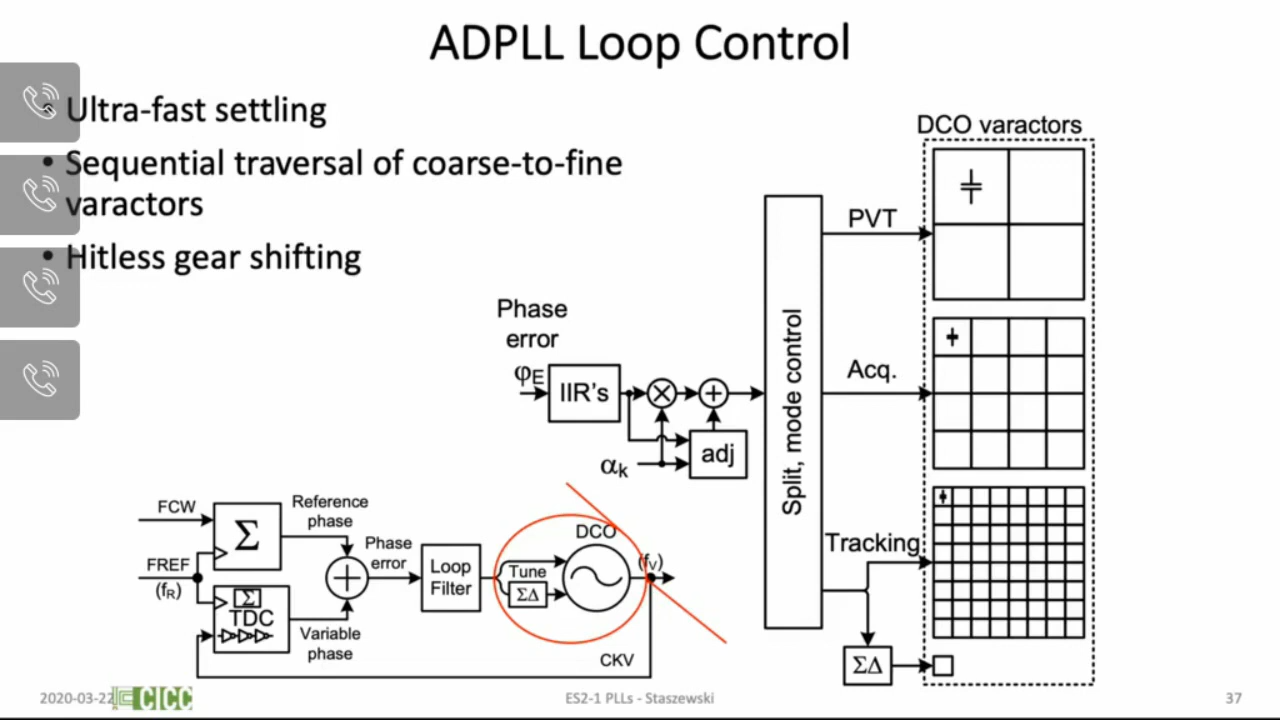 ADPLL Loop Control
• Ultra-fast settling
• Sequential traversal of coarse-to-fine
varactors
• Hitless gear shifting
DCO varactors
PVT
Acq.
Tracking
Split, mode control
ΣΔ
Phase
error
φE
IIR's
αk
adj
FCW
FREF
(fR)
Σ
Reference
phase
Σ
TDC
Variable
phase
Phase
error
Loop
Filter
Tune
ΣΔ
DCO
(fV)
CKV
2020-03-22
CICC
ES2-1 PLLs - Staszewski
37